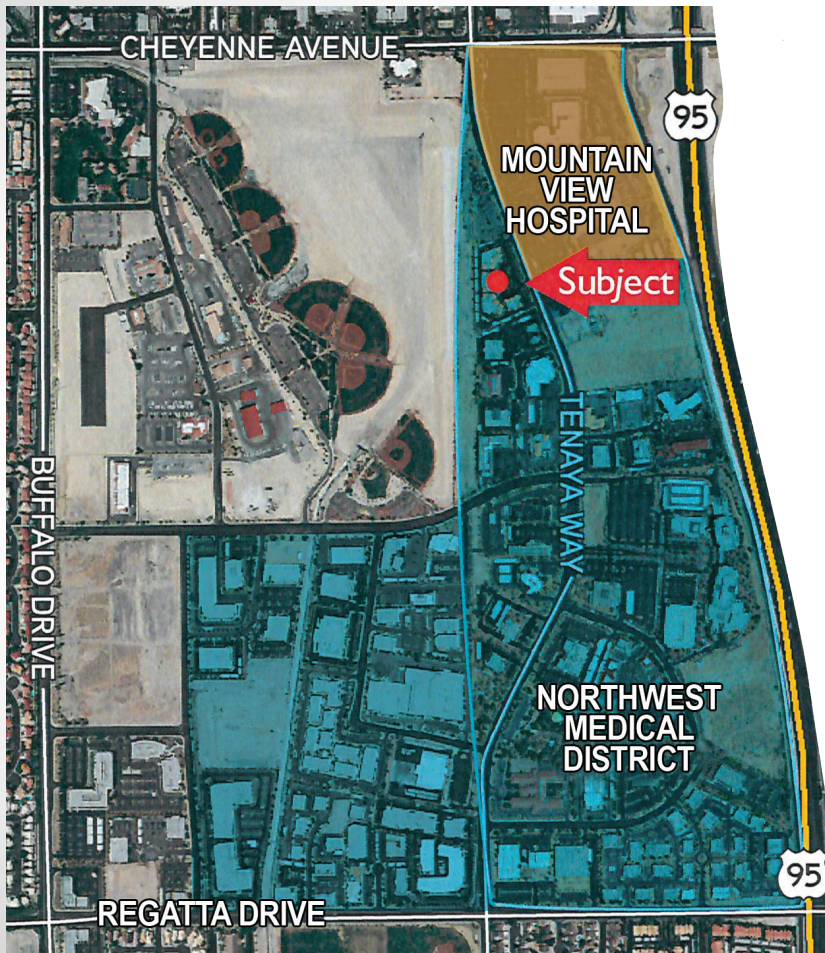 CHEYENNE AVENUE
95
MOUNTAIN
VIEW
HOSPITAL
Subject
TENAYA WAY
BUFFALO DRIVE
NORTHWEST
MEDICAL
DISTRICT
95
REGATTA DRIVE